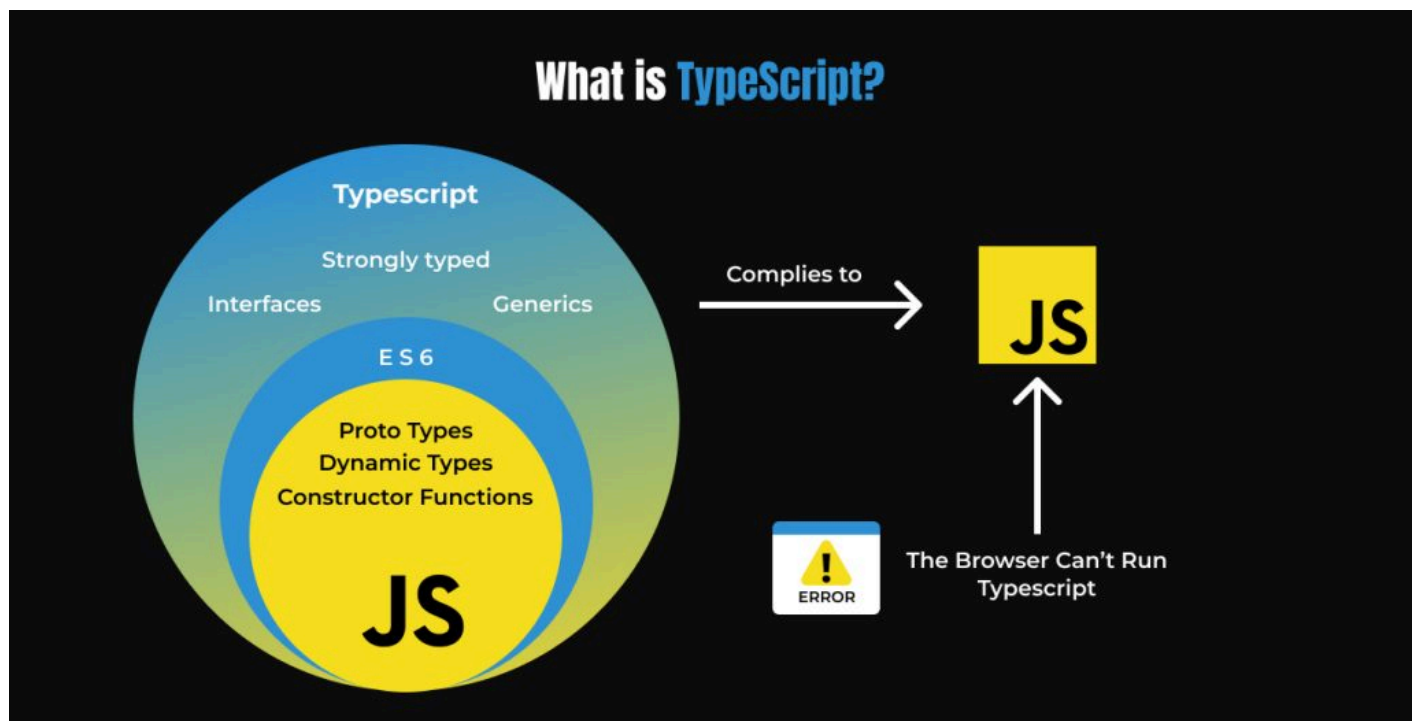 What is TypeScript?
Typescript
Strongly typed
Interfaces
Generics
E S 6
Proto Types
Dynamic Types
Constructor Functions
JS
Complies to
JS
ERROR
The Browser Can’t Run
Typescript